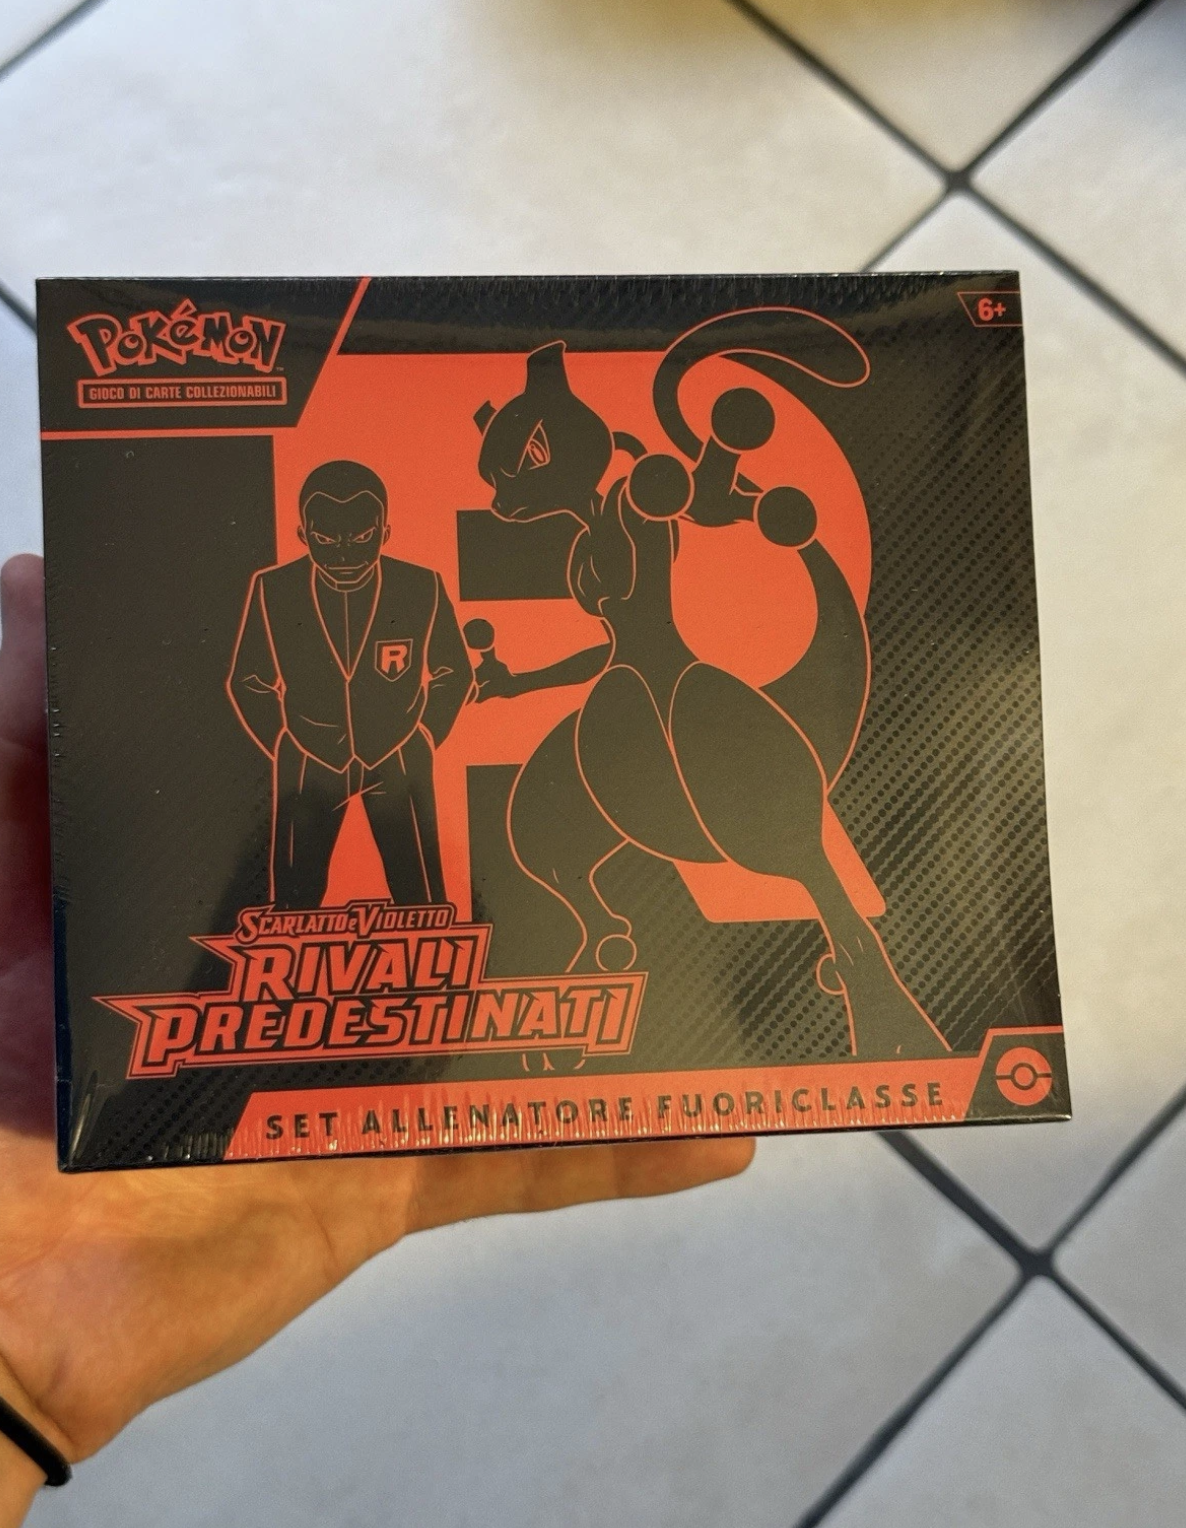 POKéMON
GIOCO DI CARTE COLLEZIONABILI
6+
R
SCARLATTO e VIOLETTO
RIVALI
PREDESTINATI
SET ALLENATORE FUORICLASSE